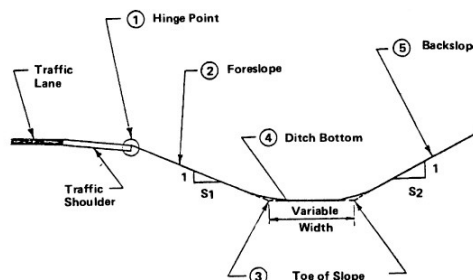 1 Hinge Point
5 Backslop
Traffic
Lane
2 Foreslope
4 Ditch Bottom
1
S1
1
S2
Traffic
Shoulder
Variable
Width
3 Toe of Slope